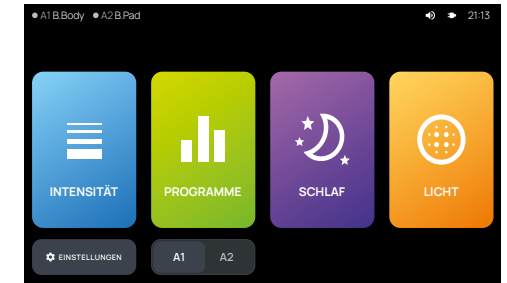 A1 B.Body A2 B.Pad 21:13
INTENSITÄT PROGRAMME SCHLAF LICHT
EINSTELLUNGEN A1 A2